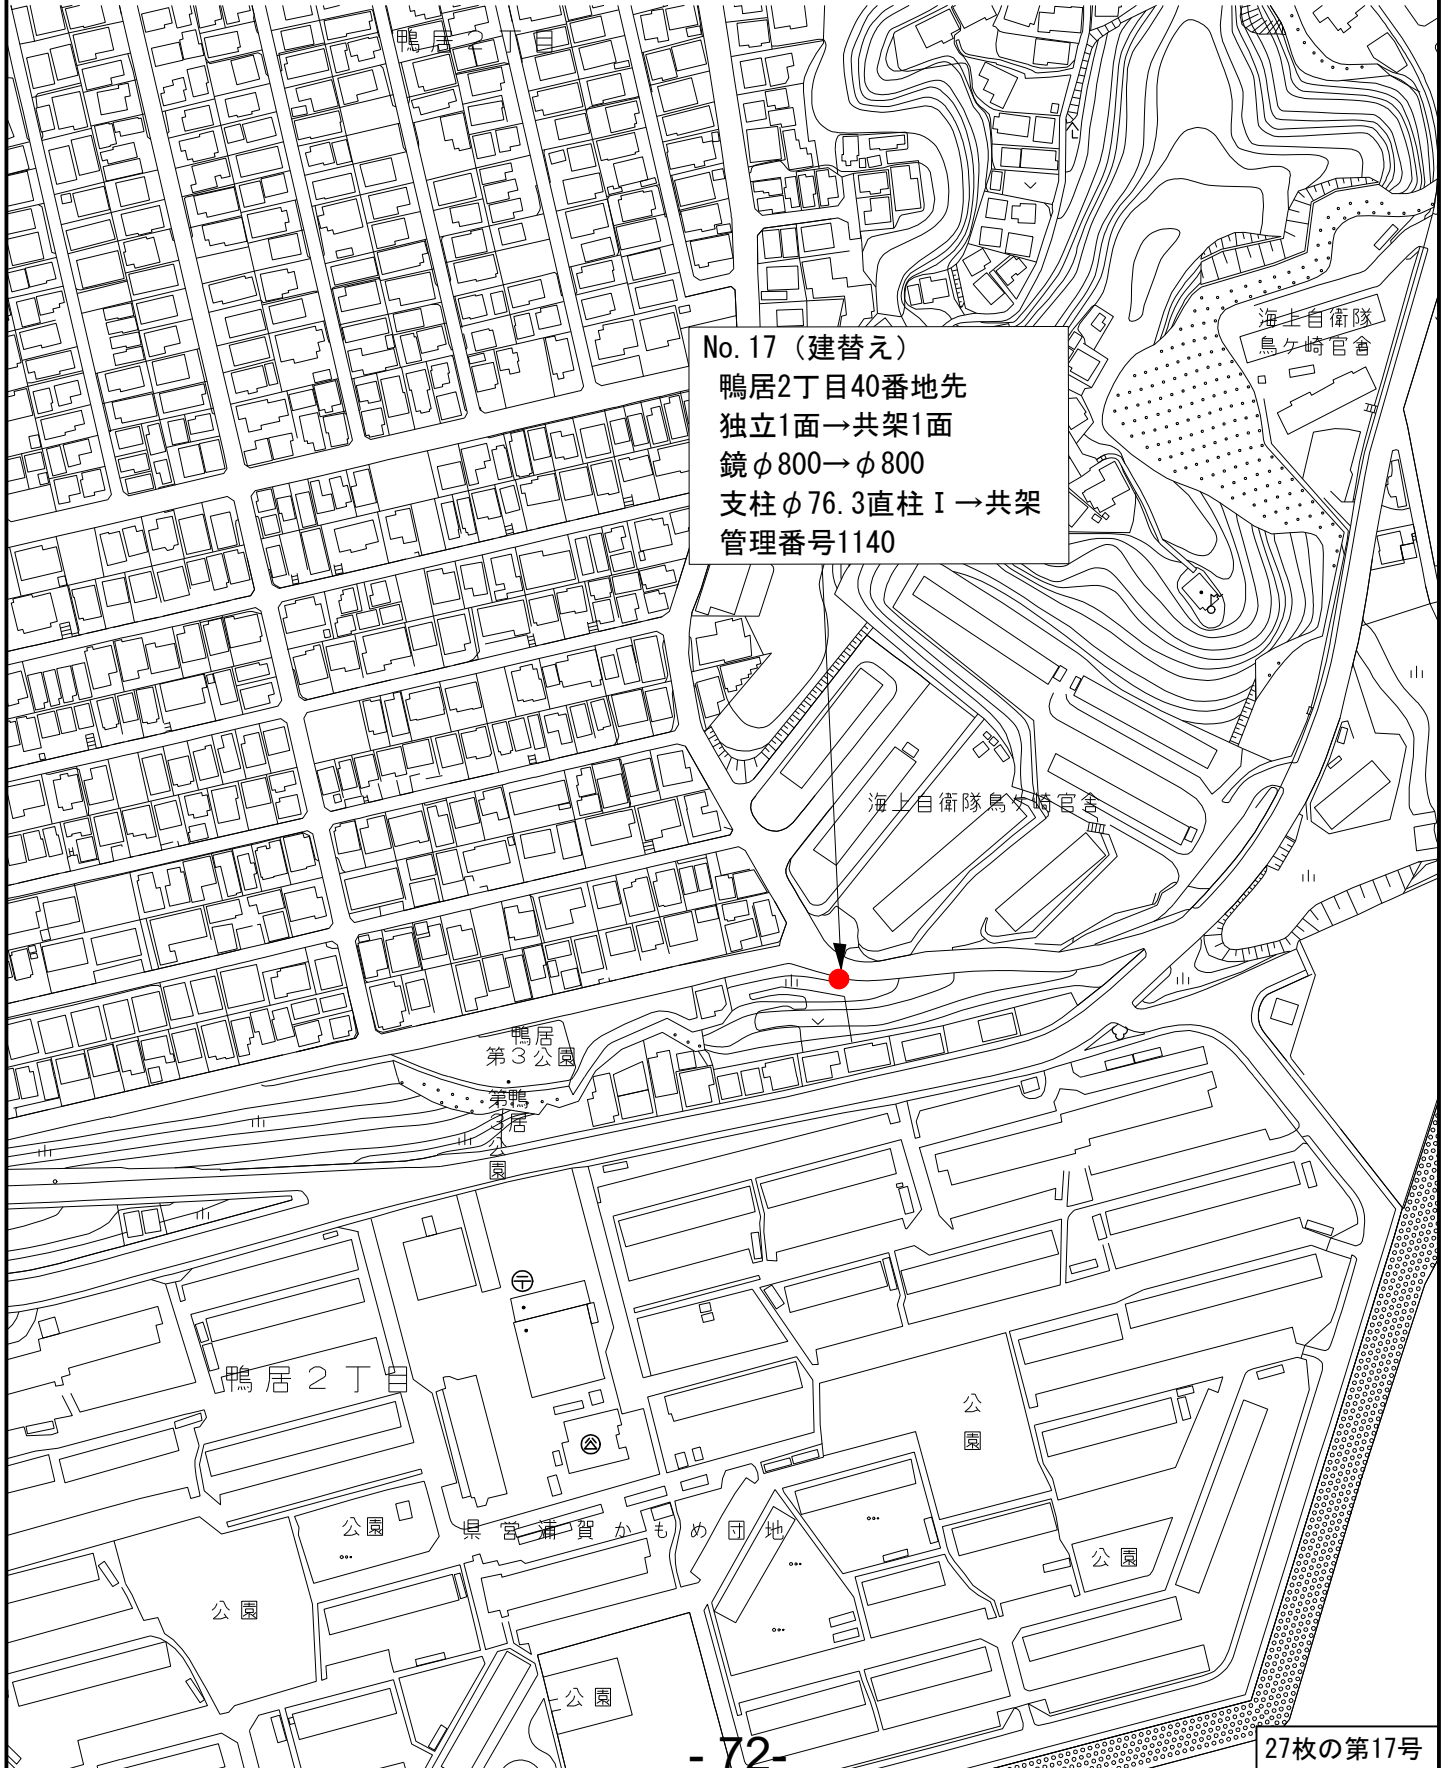 鴨居2丁目
海上自衛隊
鳥ケ崎官舎
No.17（建替え）
鴨居2丁目40番地先
独立1面→共架1面
鏡φ800→φ800
支柱φ76.3直柱Ⅰ→共架
管理番号1140
海上自衛隊鳥ケ崎官舎
鴨居
第3公園
第鴨
3居
公
園
鴨居2丁目
公
園
公園
県営浦賀かもめ団地
公園
公園
公園
-72-
27枚の第17号